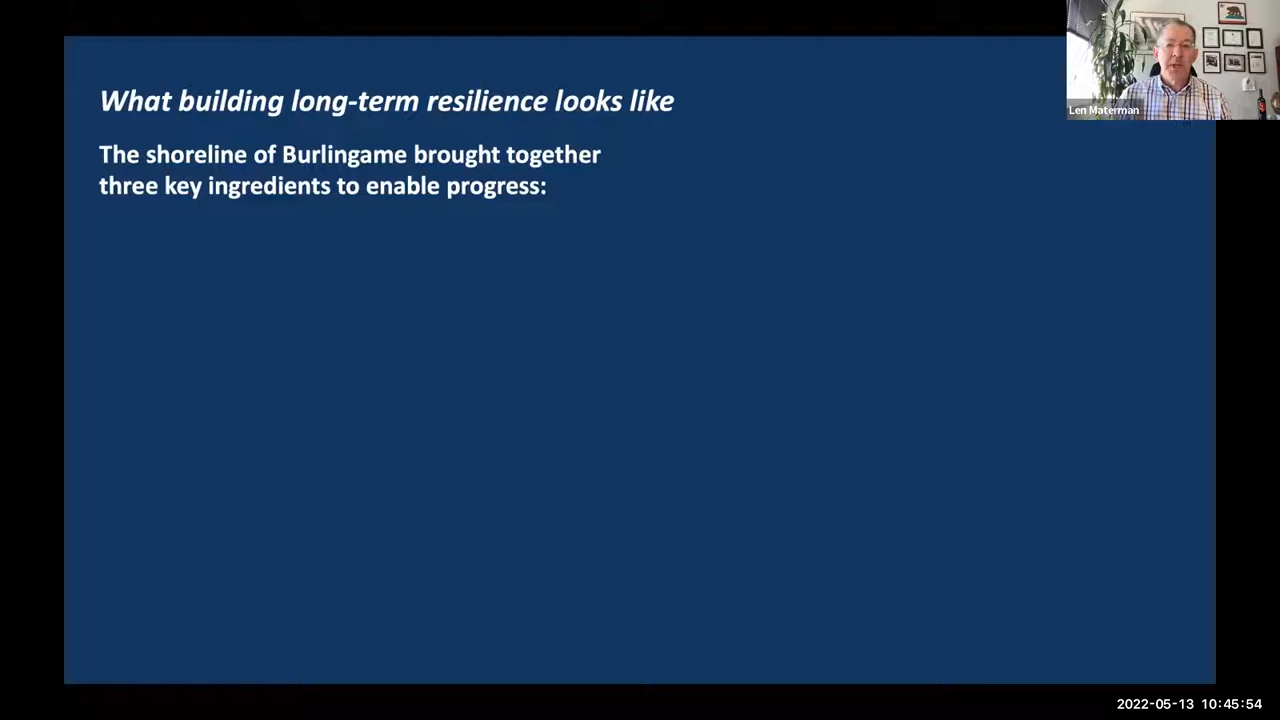 What building long-term resilience looks like
The shoreline of Burlingame brought together
three key ingredients to enable progress:
Len Materman
2022-05-13 10:45:54